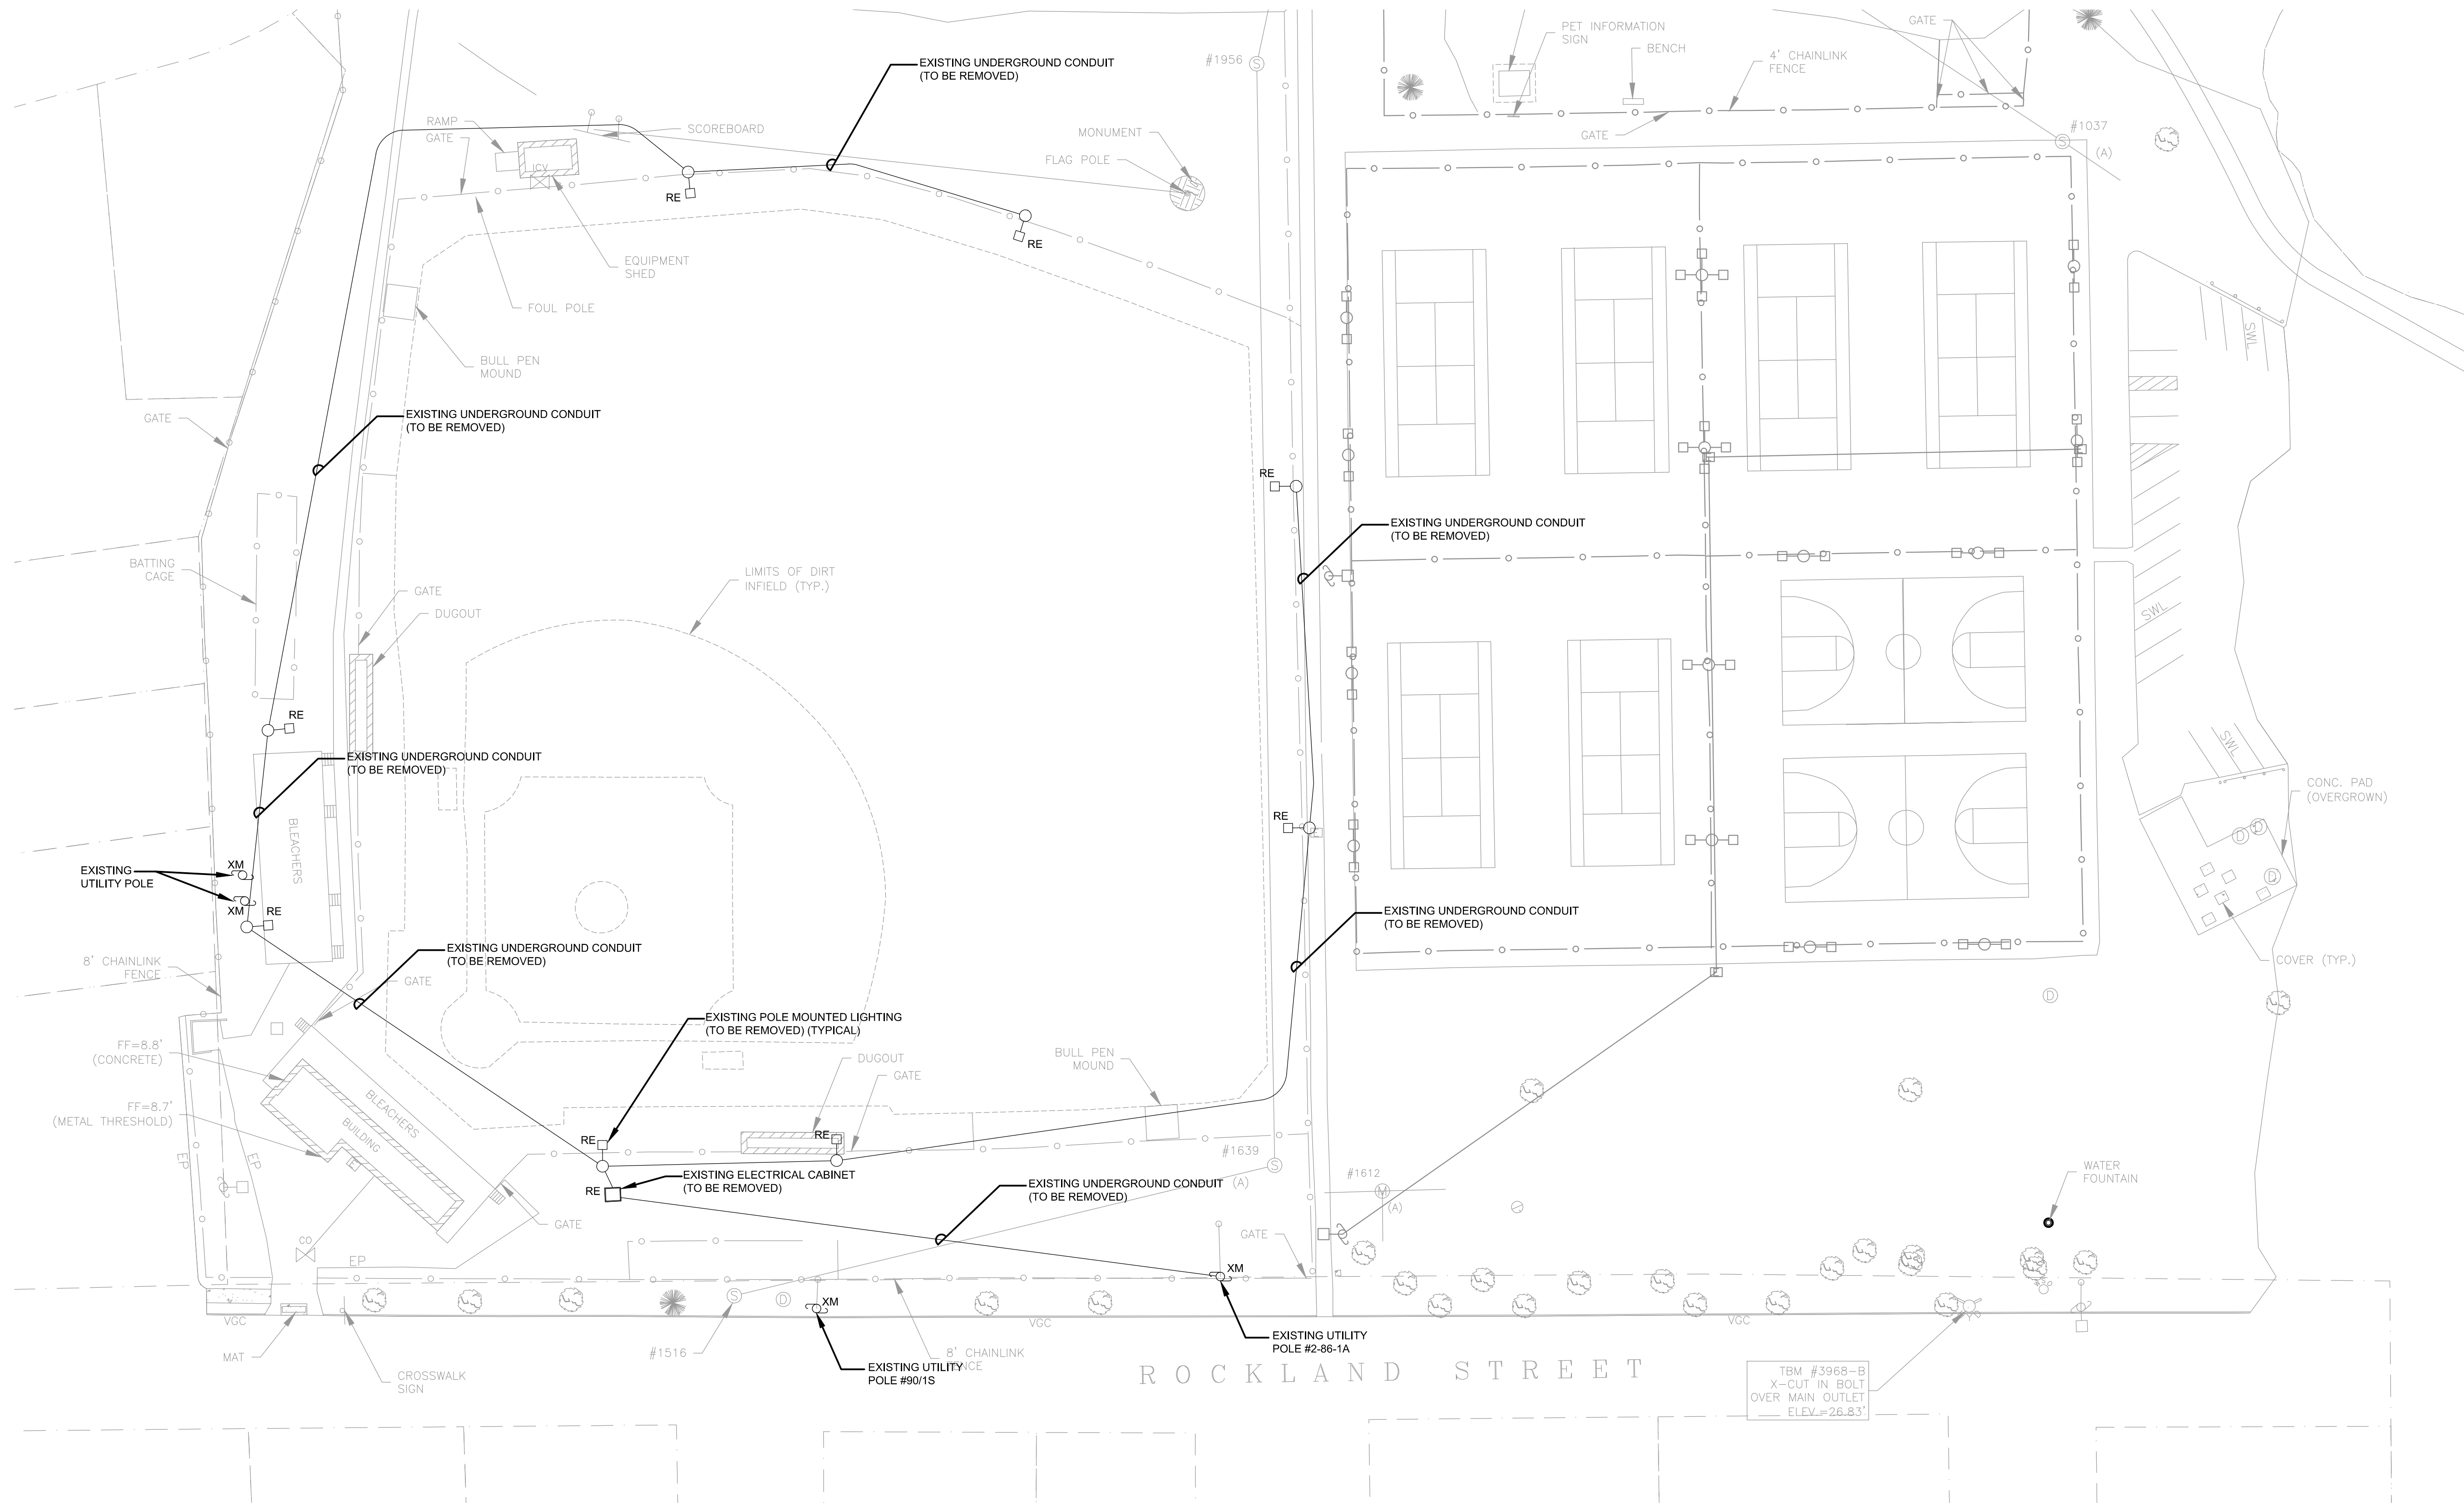 GATE
PET INFORMATION
SIGN
BENCH
4' CHAINLINK
FENCE
EXISTING UNDERGROUND CONDUIT
(TO BE REMOVED)
#1956
S
RAMP
GATE
SCOREBOARD
MONUMENT
FLAG POLE
GATE
#1037
S
(A)
RE
RE
EQUIPMENT
SHED
FOUL POLE
SWL
BULL PEN
MOUND
GATE
EXISTING UNDERGROUND CONDUIT
(TO BE REMOVED)
RE
EXISTING UNDERGROUND CONDUIT
(TO BE REMOVED)
BATTING
CAGE
LIMITS OF DIRT
INFIELD (TYP.)
GATE
DUGOUT
SWL
RE
SWL
EXISTING UNDERGROUND CONDUIT
(TO BE REMOVED)
CONC. PAD
(OVERGROWN)
RE
E
D
D
D
BLEACHERS
EXISTING
UTILITY POLE
XM
XM
RE
EXISTING UNDERGROUND CONDUIT
(TO BE REMOVED)
EXISTING UNDERGROUND CONDUIT
(TO BE REMOVED)
8' CHAINLINK
FENCE
GATE
COVER (TYP.)
D
EXISTING POLE MOUNTED LIGHTING
(TO BE REMOVED) (TYPICAL)
FF=8.8'
(CONCRETE)
DUGOUT
GATE
BULL PEN
MOUND
FF=8.7'
(METAL THRESHOLD)
BLEACHERS
BUILDING
E
RE
RE
EP
EP
#1639
S
(A)
EXISTING ELECTRICAL CABINET
(TO BE REMOVED)
RE
EXISTING UNDERGROUND CONDUIT
(TO BE REMOVED)
#1612
M
(A)
WATER
FOUNTAIN
GATE
GATE
CO
EP
XM
S
D
XM
VGC
VGC
VGC
MAT
#1516
8' CHAINLINK
FENCE
EXISTING UTILITY
POLE #2-86-1A
EXISTING UTILITY
POLE #90/1S
CROSSWALK
SIGN
ROCKLAND STREET
TBM #3968-B
X-CUT IN BOLT
OVER MAIN OUTLET
ELEV.=26.83'